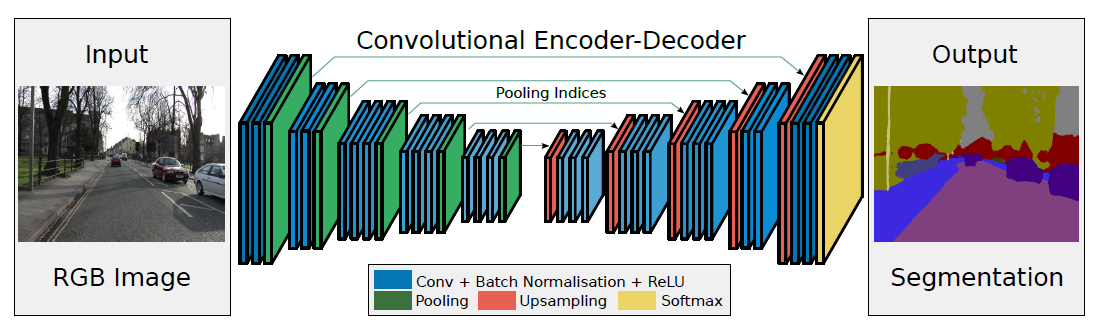 Input
RGB Image
Convolutional Encoder-Decoder
Pooling Indices
Conv + Batch Normalisation + ReLU
Pooling Upsampling Softmax
Output
Segmentation